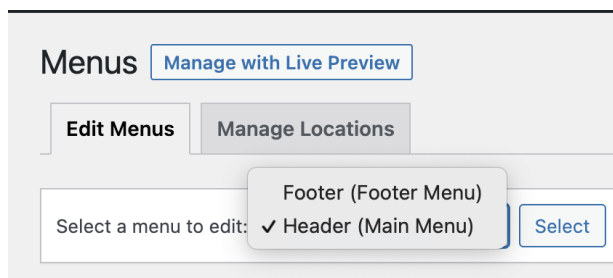 Menus Manage with Live Preview
Edit Menus Manage Locations
Footer (Footer Menu)
Select a menu to edit: ✓ Header (Main Menu) Select